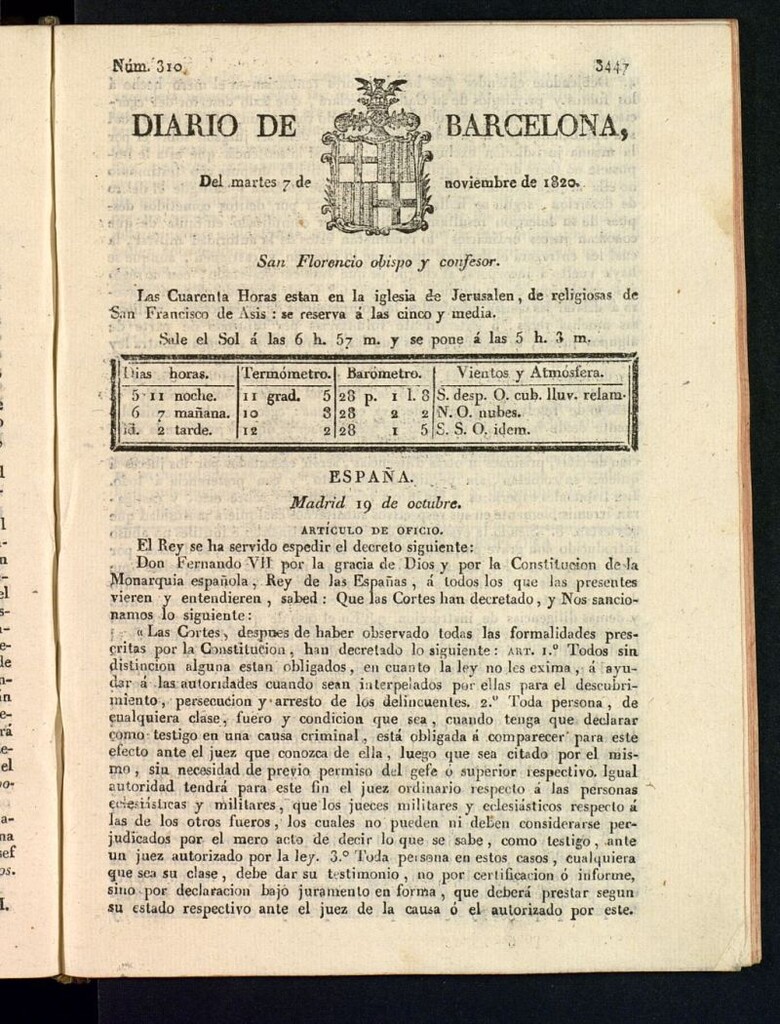 Núm. 310 3447
DIARIO DE BARCELONA,
Del martes 7 de noviembre de 1820.
San Florencio obispo y confesor.
Las Cuarenta Horas estan en la iglesia de Jerusalen, de religiosas de
San Francisco de Asis: se reserva á las cinco y media.
Sale el Sol á las 6 h. 57 m. y se pone á las 5 h. 3 m.
Dias horas. Termómetro. Barómetro. Vientos y Atmósfera.
5 11 noche. 11 grad. 5 28 p. 1 l. 8 S. desp. O. cub. lluv. relam.
6 7 mañana. 10 8 28 2 2 N. O. nubes.
id. 2 tarde. 12 2 28 1 5 S. S. O. idem.
ESPAÑA.
Madrid 19 de octubre.
ARTÍCULO DE OFICIO.
El Rey se ha servido espedir el decreto siguiente:
Don Fernando VII por la gracia de Dios y por la Constitucion de la
Monarquia española, Rey de las Españas, á todos los que las presentes
vieren y entendieren, sabed: Que las Cortes han decretado, y Nos sancio-
namos lo siguiente:
«Las Cortes, despues de haber observado todas las formalidades pres-
critas por la Constitucion, han decretado lo siguiente: ART. 1.º Todos sin
distincion alguna estan obligados, en cuanto la ley no les exima, á ayu-
dar á las autoridades cuando sean interpelados por ellas para el descubri-
miento, persecucion y arresto de los delincuentes. 2.º Toda persona, de
cualquiera clase, fuero y condicion que sea, cuando tenga que declarar
como testigo en una causa criminal, está obligada á comparecer para este
efecto ante el juez que conozca de ella, luego que sea citado por el mis-
mo, sin necesidad de previo permiso del gefe ó superior respectivo. Igual
autoridad tendrá para este fin el juez ordinario respecto á las personas
eclesiásticas y militares, que los jueces militares y eclesiásticos respecto á
las de los otros fueros, los cuales no pueden ni deben considerarse per-
judicados por el mero acto de decir lo que se sabe, como testigo, ante
un juez autorizado por la ley. 3.º Toda persona en estos casos, cualquiera
que sea su clase, debe dar su testimonio, no por certificacion ó informe,
sino por declaracion bajo juramento en forma, que deberá prestar segun
su estado respectivo ante el juez de la causa ó el autorizado por este.